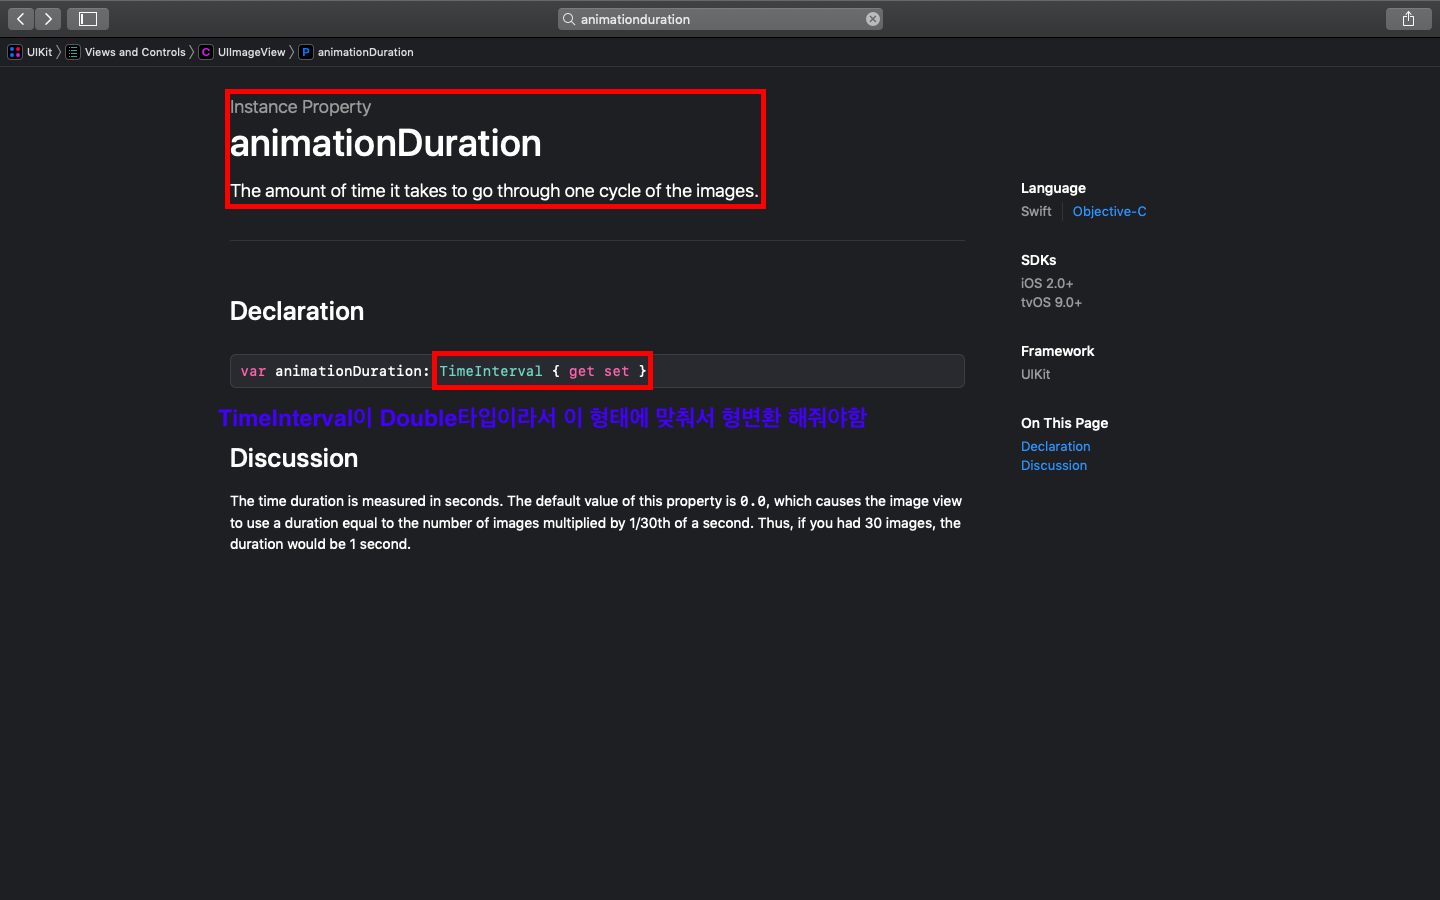 animationduration
UIKit
Views and Controls
UIImageView
animationDuration
Instance Property
animationDuration
The amount of time it takes to go through one cycle of the images.
Declaration
var animationDuration: TimeInterval { get set }
TimeInterval이 Double타입이라서 이 형태에 맞춰서 형변환 해줘야함
Discussion
The time duration is measured in seconds. The default value of this property is 0.0, which causes the image view
to use a duration equal to the number of images multiplied by 1/30th of a second. Thus, if you had 30 images, the
duration would be 1 second.
Language
Swift
Objective-C
SDKs
iOS 2.0+
tvOS 9.0+
Framework
UIKit
On This Page
Declaration
Discussion